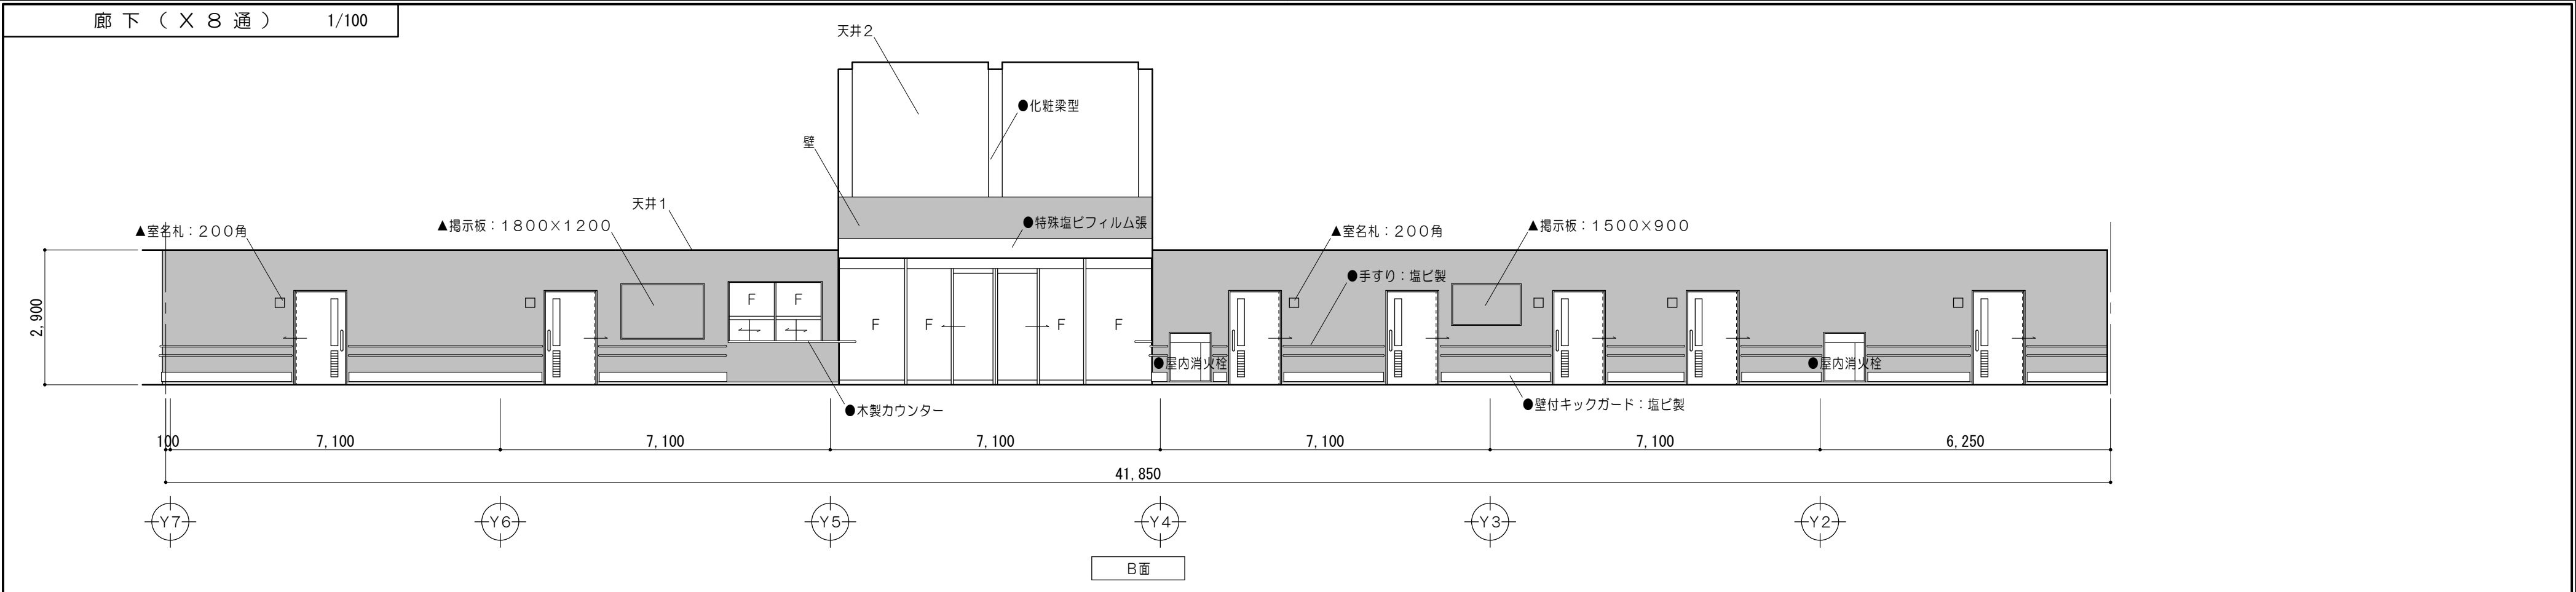 廊下（X8通）　1/100
天井２
●化粧梁型
壁
天井１
●特殊塩ビフィルム張
▲室名札：２００角
▲掲示板：１８００×１２００
▲室名札：２００角
▲掲示板：１５００×９００
●手すり：塩ビ製
2,900
F F
F F F F
●屋内消火栓
●屋内消火栓
●木製カウンター
●壁付キックガード：塩ビ製
100 7,100 7,100 7,100 7,100 7,100 6,250
41,850
Y7 Y6 Y5 Y4 Y3 Y2
B面